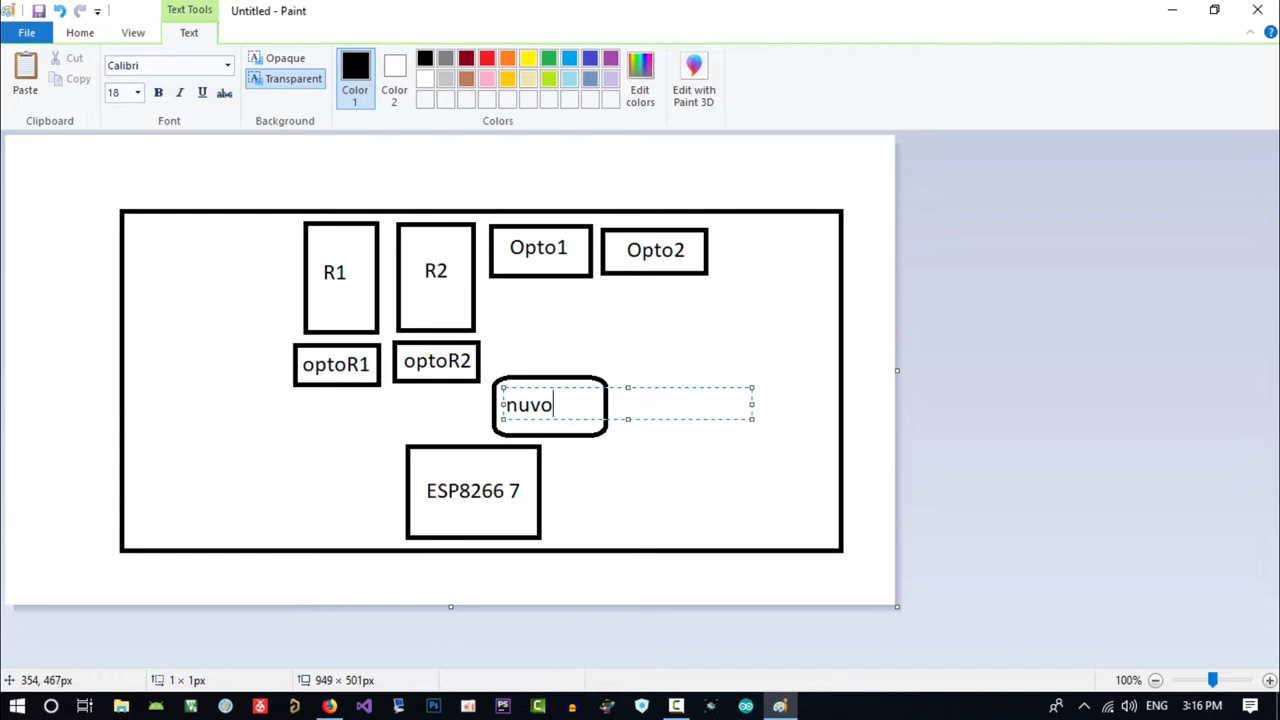 Text Tools
Untitled - Paint
File
Home
View
Text
Paste
Cut
Copy
Clipboard
Calibri
18
B I U abc
Font
Opaque
Transparent
Background
Color 1
Color 2
Edit colors
Colors
Edit with Paint 3D
R1
R2
Opto1
Opto2
optoR1
optoR2
nuvo
ESP8266 7
354, 467px
1 × 1px
949 × 501px
100%
ENG
3:16 PM